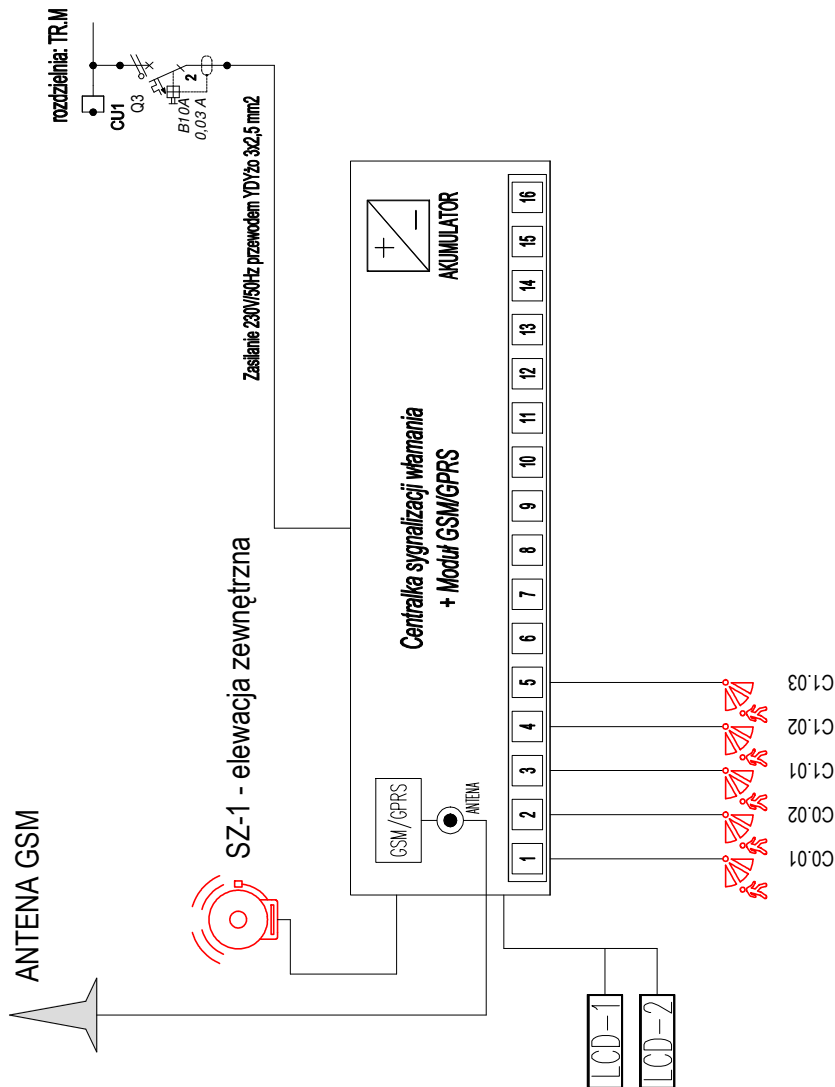 ANTENA GSM
SZ-1 - elewacja zewnętrzna
rozdzielnia: TR.M
CU1
Q3
2
B10A
0,03 A
Zasilanie 230V/50Hz przewodem YDYżo 3x2,5 mm2
Centralka sygnalizacji włamania
+ Moduł GSM/GPRS
AKUMULATOR
GSM/GPRS
ANTENA
1 2 3 4 5 6 7 8 9 10 11 12 13 14 15 16
LCD-1
LCD-2
C0.01
C0.02
C1.01
C1.02
C1.03